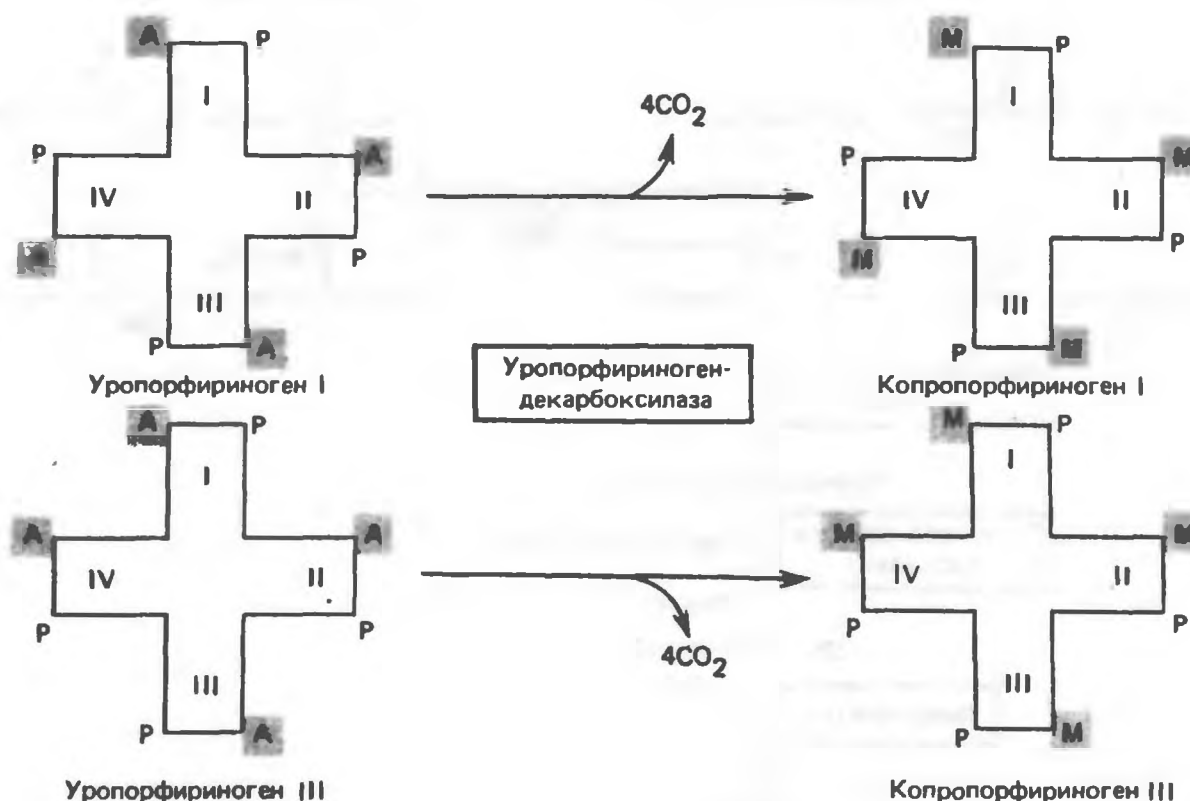 A P M P
I I
4CO₂
P A P M
IV II IV II
P M P
III III
P A P M
Уропорфириноген I
Уропорфириноген-
декарбоксилаза
Копропорфириноген I
A P M P
I I
A A M M
IV II IV II
P P P P
4CO₂
III III
P A P M
Уропорфириноген III
Копропорфириноген III